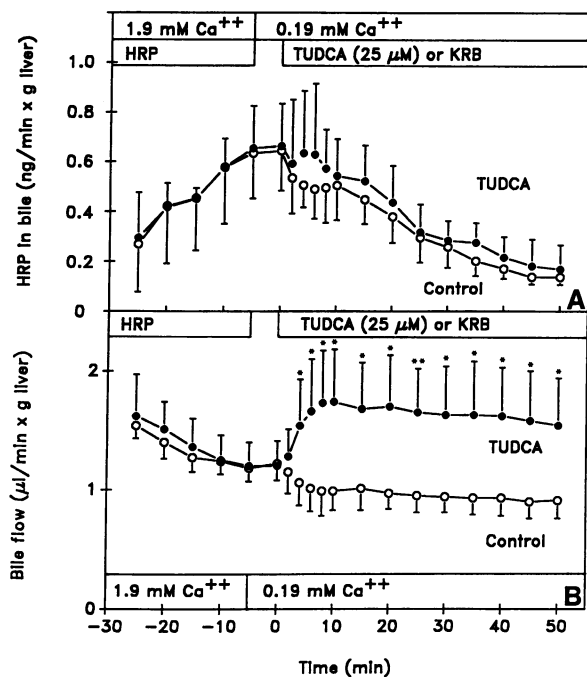 1.9 mM Ca++ 0.19 mM Ca++
HRP TUDCA (25 μM) or KRB
HRP in bile (ng/min x g liver)
1.0
0.8
0.6
0.4
0.2
0
TUDCA
Control
A
HRP TUDCA (25 μM) or KRB
Bile flow (μl/min x g liver)
2
1
0
* * * * * * ** * * * * *
TUDCA
Control
1.9 mM Ca++ 0.19 mM Ca++
B
-30 -20 -10 0 10 20 30 40 50
Time (min)